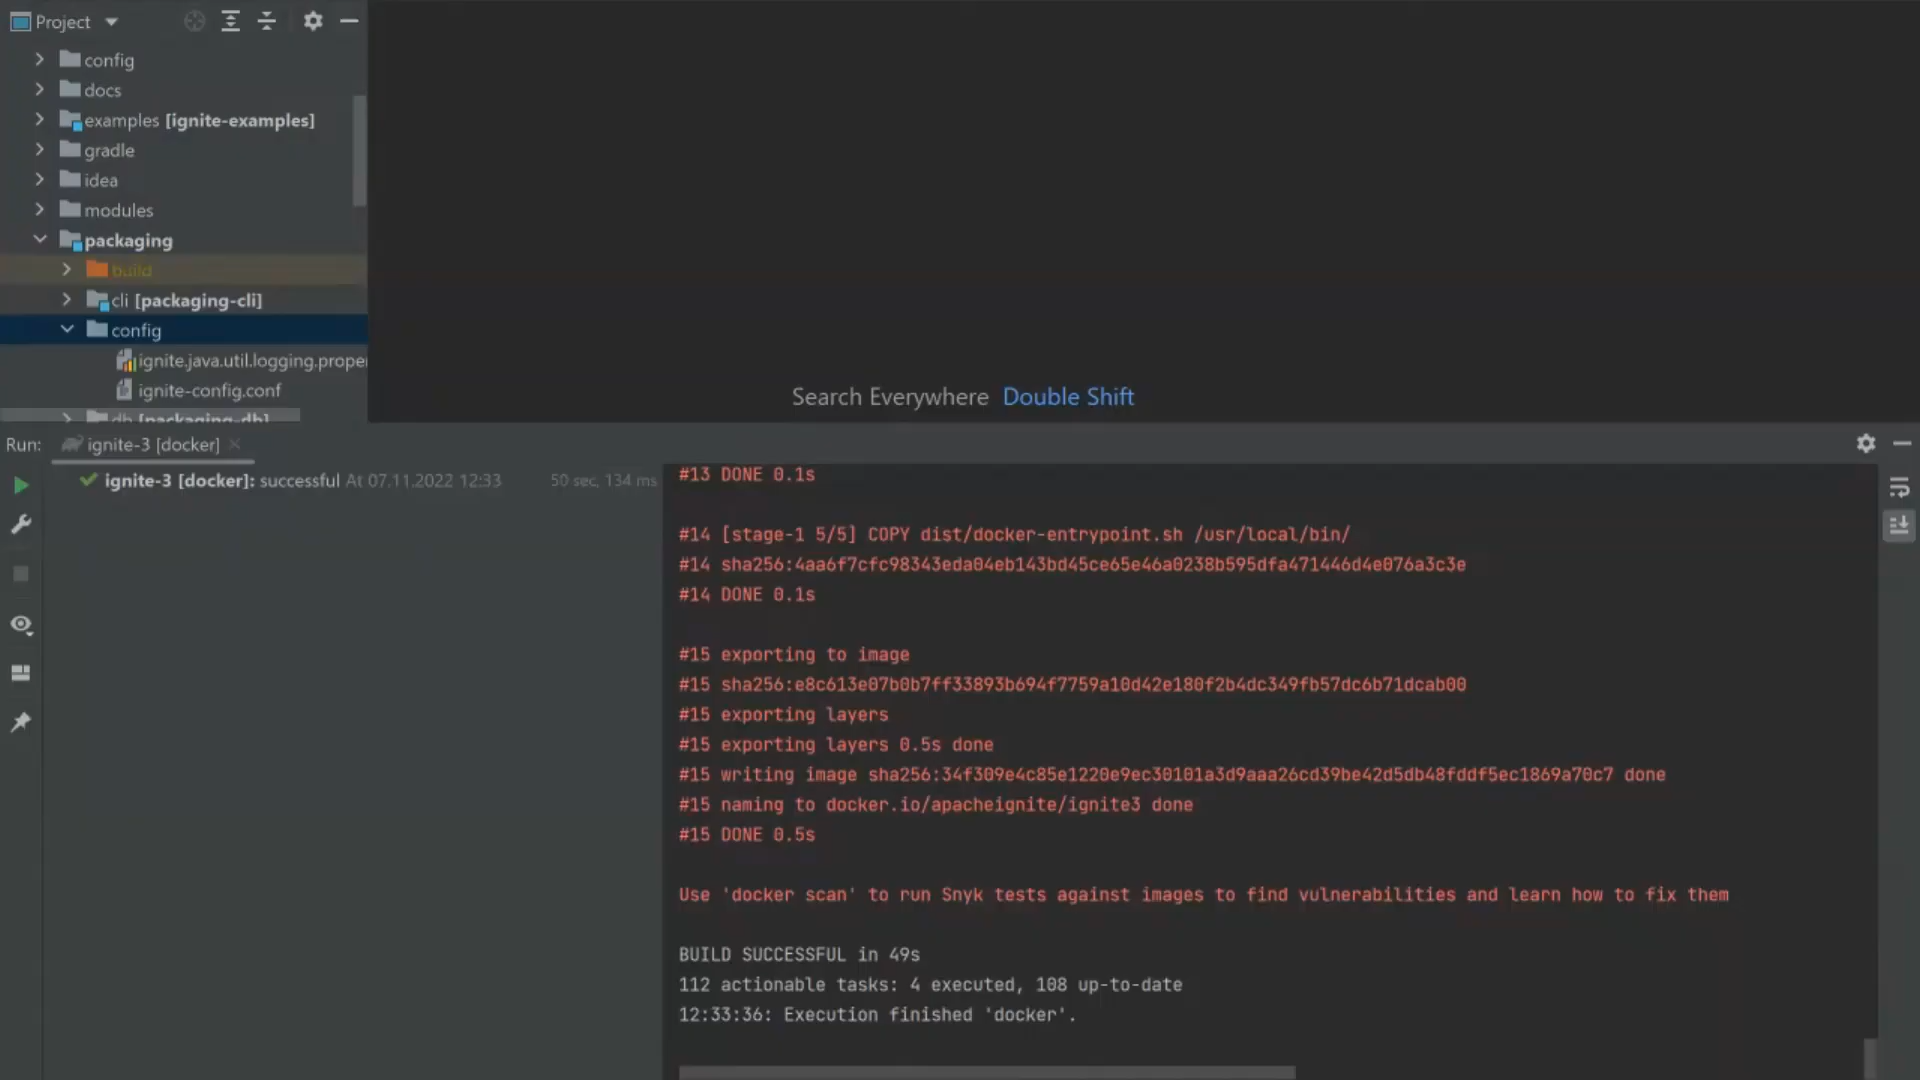 Project
config
docs
examples [ignite-examples]
gradle
idea
modules
packaging
build
cli [packaging-cli]
config
ignite.java.util.logging.proper
ignite-config.conf
db [packaging-db]
Search Everywhere Double Shift
Run: ignite-3 [docker]
ignite-3 [docker]: successful At 07.11.2022 12:33 50 sec, 134 ms
#13 DONE 0.1s
#14 [stage-1 5/5] COPY dist/docker-entrypoint.sh /usr/local/bin/
#14 sha256:4aa6f7cfc98343eda04eb143bd45ce65e46a0238b595dfa471446d4e076a3c3e
#14 DONE 0.1s
#15 exporting to image
#15 sha256:e8c613e07b0b7ff33893b694f7759a10d42e180f2b4dc349fb57dc6b71dcab00
#15 exporting layers
#15 exporting layers 0.5s done
#15 writing image sha256:34f309e4c85e1220e9ec30101a3d9aaa26cd39be42d5db48fddf5ec1869a70c7 done
#15 naming to docker.io/apacheignite/ignite3 done
#15 DONE 0.5s
Use 'docker scan' to run Snyk tests against images to find vulnerabilities and learn how to fix them
BUILD SUCCESSFUL in 49s
112 actionable tasks: 4 executed, 108 up-to-date
12:33:36: Execution finished 'docker'.